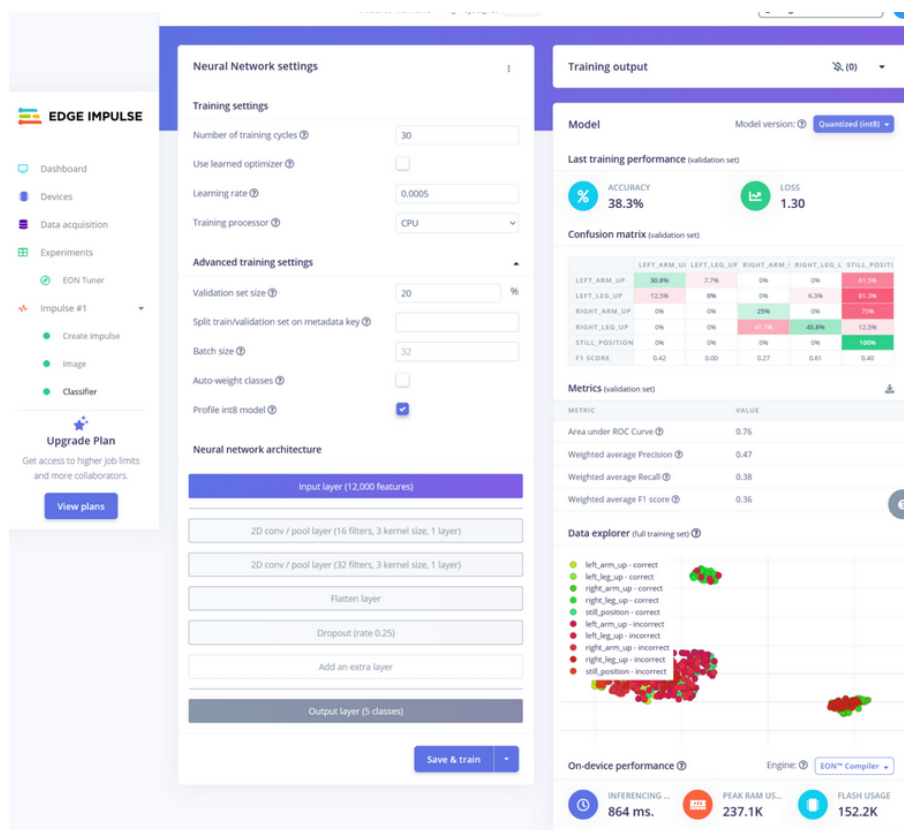 EDGE IMPULSE
Dashboard
Devices
Data acquisition
Experiments
EON Tuner
Impulse #1
Create impulse
Image
Classifier
Upgrade Plan
Get access to higher job limits
and more collaborators.
View plans
Neural Network settings
Training settings
Number of training cycles
30
Use learned optimizer
Learning rate
0.0005
Training processor
CPU
Advanced training settings
Validation set size
20
%
Split train/validation set on metadata key
Batch size
32
Auto-weight classes
Profile int8 model
Neural network architecture
Input layer (12,000 features)
2D conv / pool layer (16 filters, 3 kernel size, 1 layer)
2D conv / pool layer (32 filters, 3 kernel size, 1 layer)
Flatten layer
Dropout (rate 0.25)
Add an extra layer
Output layer (5 classes)
Save & train
Training output
(0)
Model
Model version:
Quantized (int8)
Last training performance (validation set)
% ACCURACY
38.3%
LOSS
1.30
Confusion matrix (validation set)
LEFT_ARM_UI LEFT_LEG_UP RIGHT_ARM_ RIGHT_LEG_L STILL_POSITI
LEFT_ARM_UP 30.8% 7.7% 0% 0% 61.5%
LEFT_LEG_UP 12.5% 0% 0% 6.3% 81.3%
RIGHT_ARM_UP 0% 0% 25% 0% 75%
RIGHT_LEG_UP 0% 0% 41.7% 45.8% 12.5%
STILL_POSITION 0% 0% 0% 0% 100%
F1 SCORE 0.42 0.00 0.27 0.61 0.40
Metrics (validation set)
METRIC VALUE
Area under ROC Curve 0.76
Weighted average Precision 0.47
Weighted average Recall 0.38
Weighted average F1 score 0.36
Data explorer (full training set)
left_arm_up - correct
left_leg_up - correct
right_arm_up - correct
right_leg_up - correct
still_position - correct
left_arm_up - incorrect
left_leg_up - incorrect
right_arm_up - incorrect
right_leg_up - incorrect
still_position - incorrect
On-device performance
Engine:
EON™ Compiler
INFERENCING ...
864 ms.
PEAK RAM US...
237.1K
FLASH USAGE
152.2K